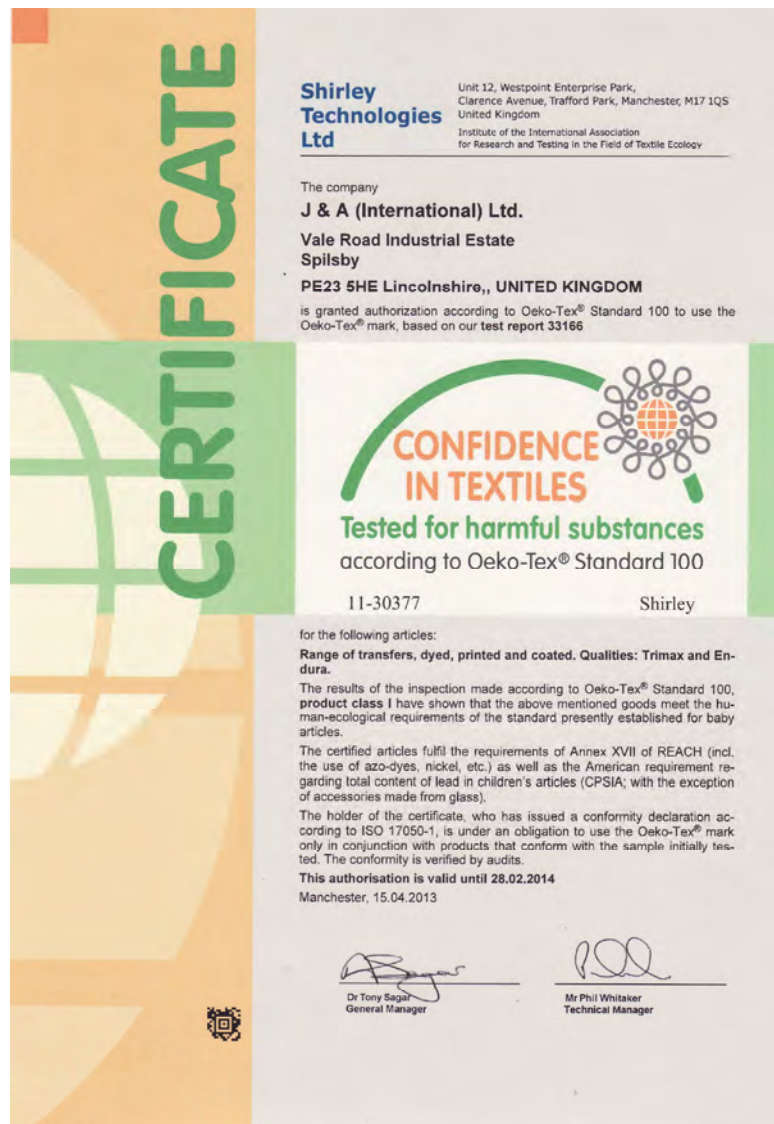 CERTIFICATE
Shirley
Technologies
Ltd
Unit 12, Westpoint Enterprise Park,
Clarence Avenue, Trafford Park, Manchester, M17 1QS
United Kingdom
Institute of the International Association
for Research and Testing in the Field of Textile Ecology
The company
J & A (International) Ltd.
Vale Road Industrial Estate
Spilsby
PE23 5HE Lincolnshire,, UNITED KINGDOM
is granted authorization according to Oeko-Tex® Standard 100 to use the
Oeko-Tex® mark, based on our test report 33166
CONFIDENCE
IN TEXTILES
Tested for harmful substances
according to Oeko-Tex® Standard 100
11-30377 Shirley
for the following articles:
Range of transfers, dyed, printed and coated. Qualities: Trimax and En-
dura.
The results of the inspection made according to Oeko-Tex® Standard 100,
product class I have shown that the above mentioned goods meet the hu-
man-ecological requirements of the standard presently established for baby
articles.
The certified articles fulfil the requirements of Annex XVII of REACH (incl.
the use of azo-dyes, nickel, etc.) as well as the American requirement re-
garding total content of lead in children's articles (CPSIA; with the exception
of accessories made from glass).
The holder of the certificate, who has issued a conformity declaration ac-
cording to ISO 17050-1, is under an obligation to use the Oeko-Tex® mark
only in conjunction with products that conform with the sample initially tes-
ted. The conformity is verified by audits.
This authorisation is valid until 28.02.2014
Manchester, 15.04.2013
Dr Tony Sagar
General Manager
Mr Phil Whitaker
Technical Manager